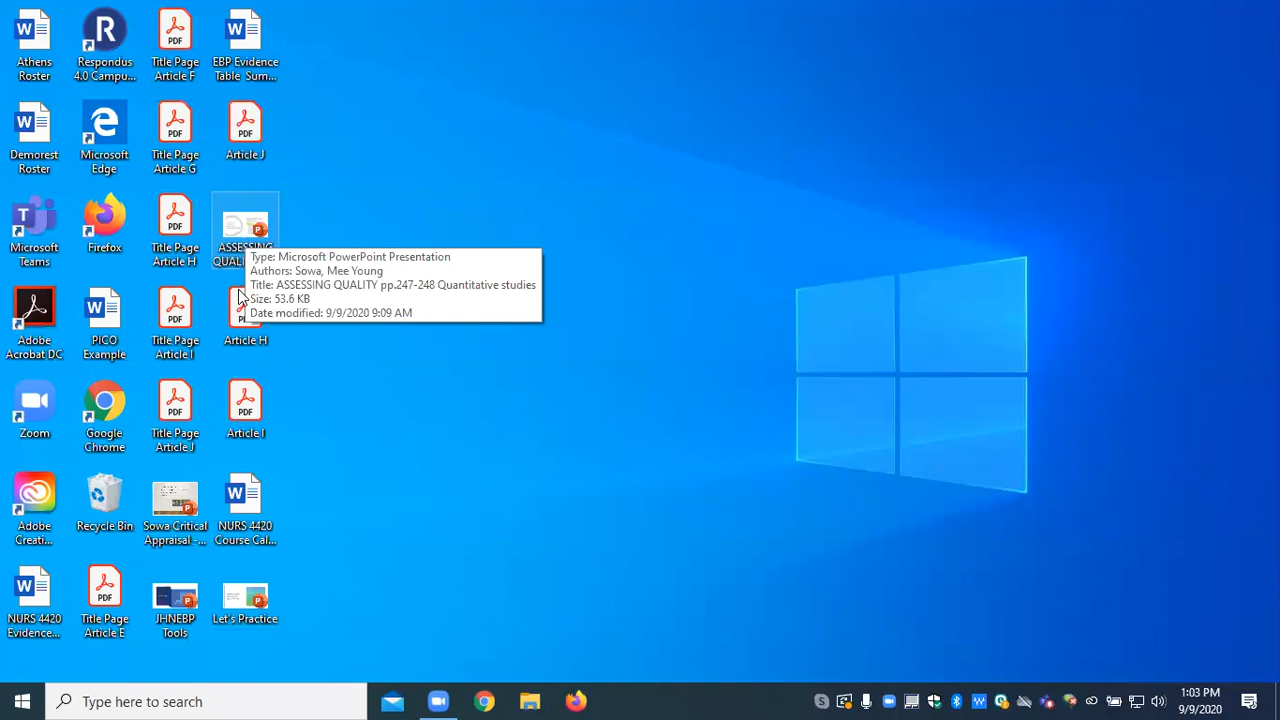 Athens
Roster
Respondus
4.0 Campu...
Title Page
Article F
EBP Evidence
Table Sum...
Demorest
Roster
Microsoft
Edge
Title Page
Article G
Article J
Microsoft
Teams
Firefox
Title Page
Article H
ASSESSING
Type: Microsoft PowerPoint Presentation
Authors: Sowa, Mee Young
Title: ASSESSING QUALITY pp.247-248 Quantitative studies
Size: 53.6 KB
Date modified: 9/9/2020 9:09 AM
Adobe
Acrobat DC
PICO
Example
Title Page
Article I
Article H
Zoom
Google
Chrome
Title Page
Article J
Article I
Adobe
Creati...
Recycle Bin
Sowa Critical
Appraisal -...
NURS 4420
Course Cal...
NURS 4420
Evidence...
Title Page
Article E
JHNEBP
Tools
Let's Practice
Type here to search
1:03 PM
9/9/2020